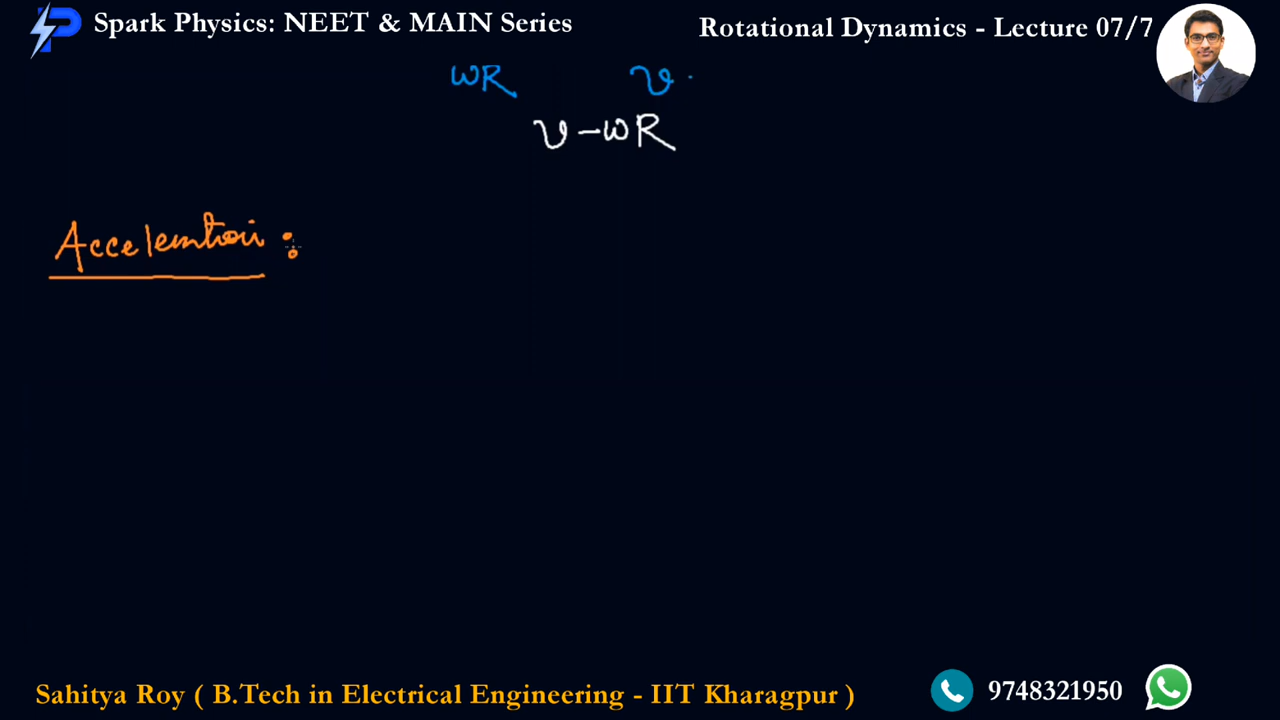 Spark Physics: NEET & MAIN Series
Rotational Dynamics - Lecture 07/7
ωR v.
v-ωR
Acceleration :
Sahitya Roy ( B.Tech in Electrical Engineering - IIT Kharagpur )
9748321950